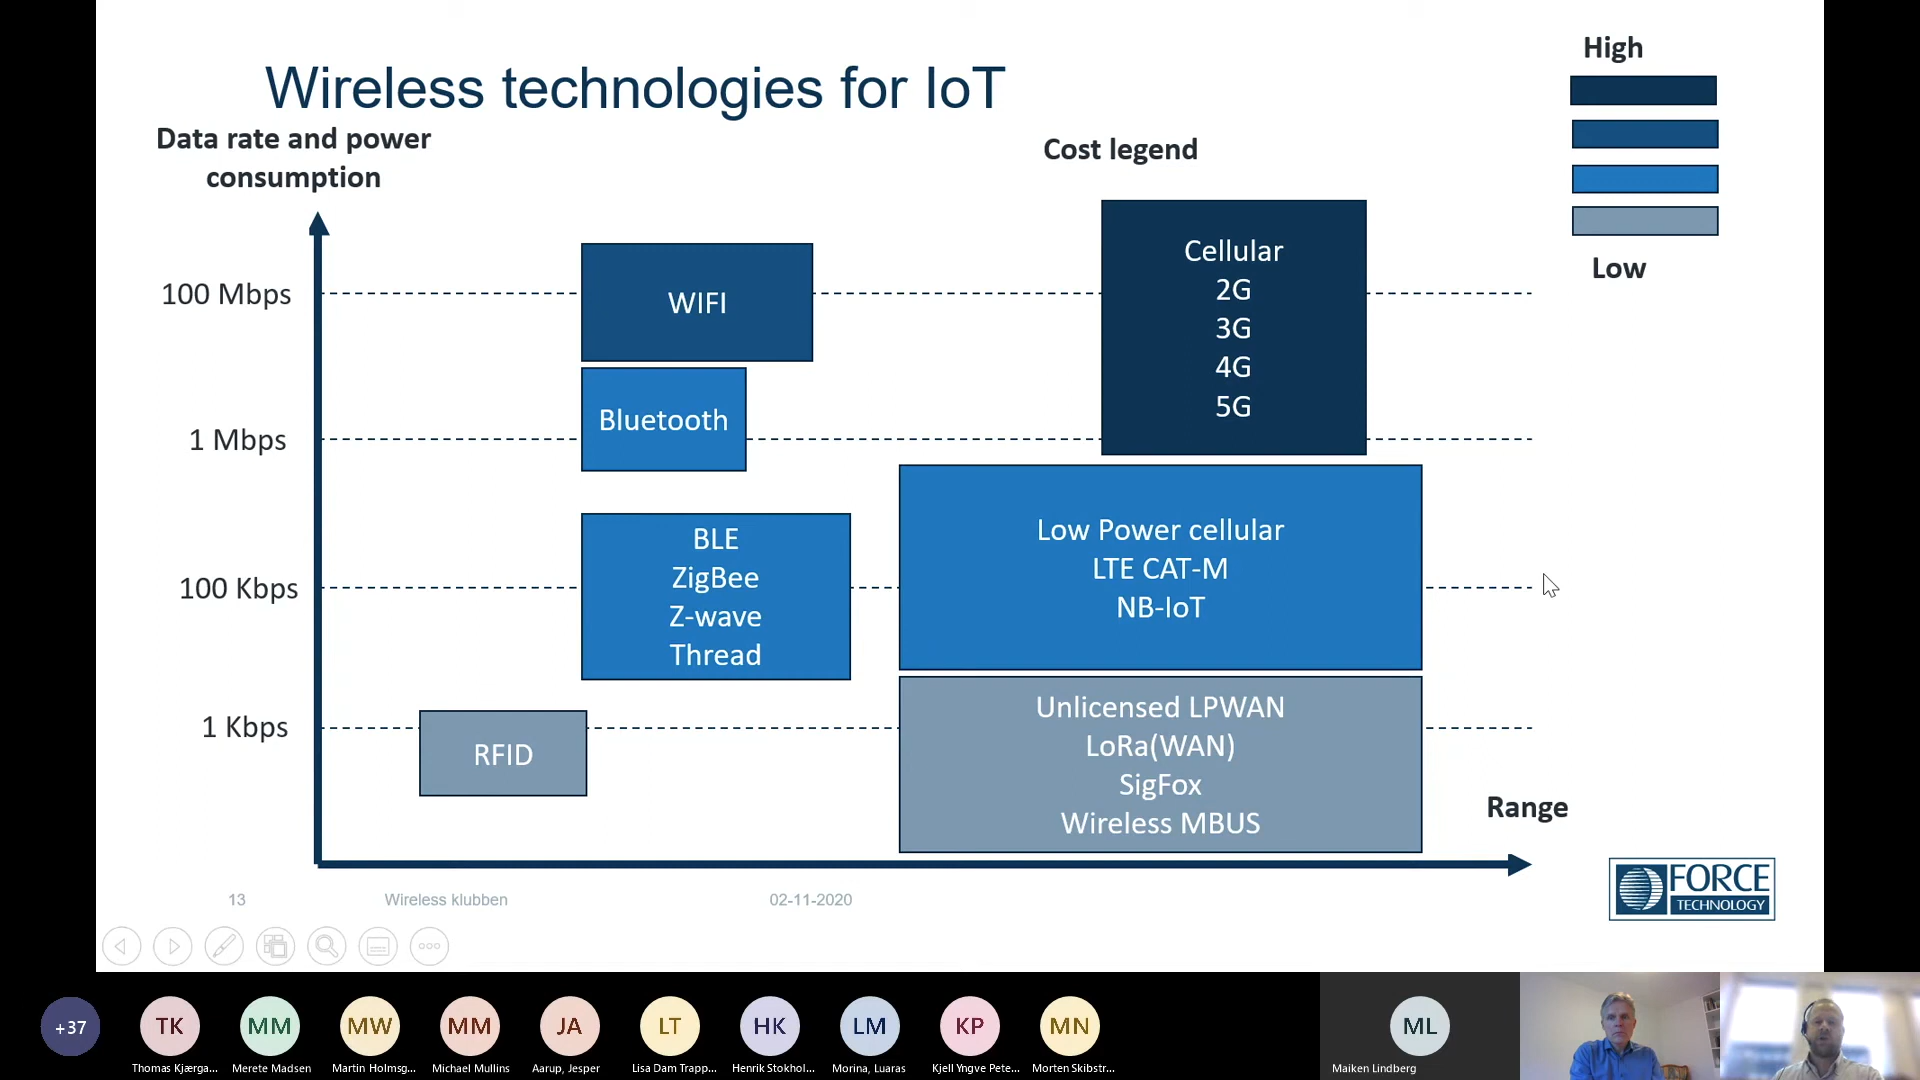 Wireless technologies for IoT
High
Data rate and power
consumption
Cost legend
Low
100 Mbps
1 Mbps
100 Kbps
1 Kbps
WIFI
Bluetooth
BLE
ZigBee
Z-wave
Thread
RFID
Cellular
2G
3G
4G
5G
Low Power cellular
LTE CAT-M
NB-IoT
Unlicensed LPWAN
LoRa(WAN)
SigFox
Wireless MBUS
Range
13
Wireless klubben
02-11-2020
FORCE
TECHNOLOGY
+37
TK
MM
MW
MM
JA
LT
HK
LM
KP
MN
ML
Thomas Kjærga...
Merete Madsen
Martin Holmsg...
Michael Mullins
Aarup, Jesper
Lisa Dam Trapp...
Henrik Stokhol...
Morina, Luaras
Kjell Yngve Pete...
Morten Skibstr...
Maiken Lindberg